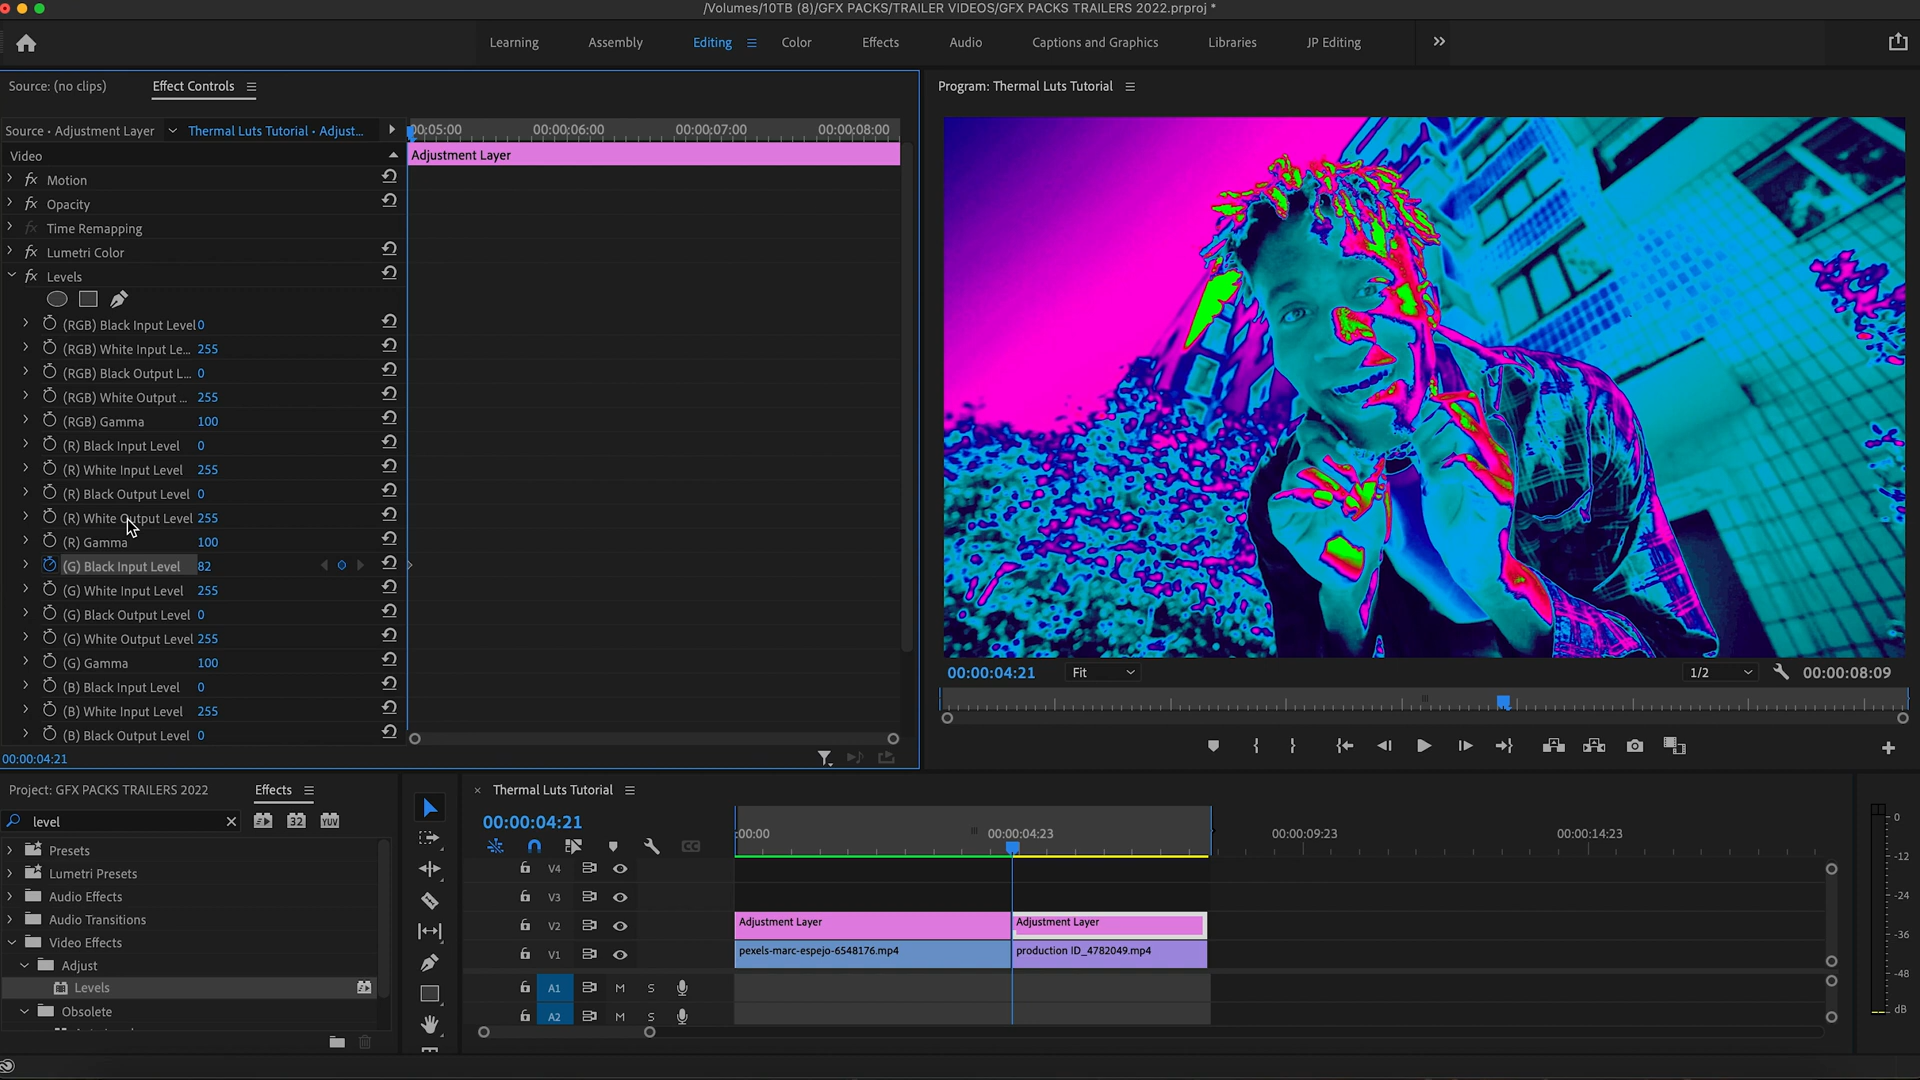 /Volumes/10TB (8)/GFX PACKS/TRAILER VIDEOS/GFX PACKS TRAILERS 2022.prproj *
Learning Assembly Editing Color Effects Audio Captions and Graphics Libraries JP Editing
Source: (no clips) Effect Controls
Program: Thermal Luts Tutorial
Source • Adjustment Layer Thermal Luts Tutorial • Adjust...
00:05:00 00:00:06:00 00:00:07:00 00:00:08:00
Video
Adjustment Layer
fx Motion
fx Opacity
fx Time Remapping
fx Lumetri Color
fx Levels
(RGB) Black Input Level 0
(RGB) White Input Le... 255
(RGB) Black Output L... 0
(RGB) White Output ... 255
(RGB) Gamma 100
(R) Black Input Level 0
(R) White Input Level 255
(R) Black Output Level 0
(R) White Output Level 255
(R) Gamma 100
(G) Black Input Level 82
(G) White Input Level 255
(G) Black Output Level 0
(G) White Output Level 255
(G) Gamma 100
(B) Black Input Level 0
(B) White Input Level 255
(B) Black Output Level 0
00:00:04:21
00:00:04:21 Fit 1/2 00:00:08:09
Project: GFX PACKS TRAILERS 2022 Effects
level 32 YUV
Presets
Lumetri Presets
Audio Effects
Audio Transitions
Video Effects
Adjust
Levels
Obsolete
× Thermal Luts Tutorial
00:00:04:21
CC
:00:00 00:00:04:23 00:00:09:23 00:00:14:23
V4
V3
V2
Adjustment Layer Adjustment Layer
V1
pexels-marc-espejo-6548176.mp4 production ID_4782049.mp4
A1 M S
A2 M S
0
-12
-24
-36
-48
dB